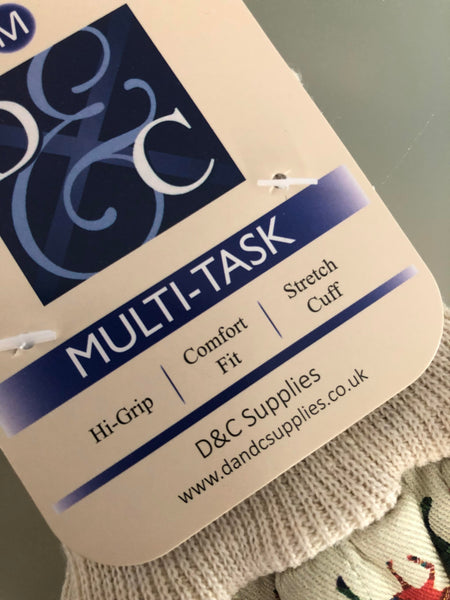 M
D&C
MULTI-TASK
Hi-Grip
Comfort
Fit
Stretch
Cuff
D&C Supplies
www.dandcsupplies.co.uk